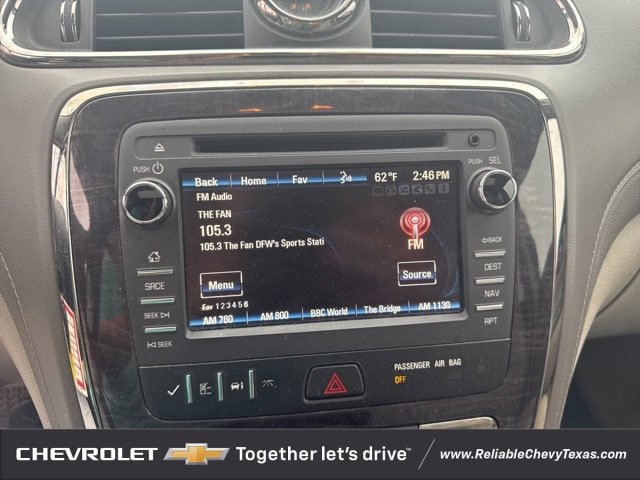 PUSH
PUSH SEL
Back Home Fav 62°F 2:46 PM
FM Audio
THE FAN
105.3
105.3 The Fan DFW's Sports Stati
FM
Menu
Source
Fav 1 2 3 4 5 6
AM 760 AM 800 BBC World The Bridge AM 1130
SRCE
SEEK
SEEK
BACK
DEST
NAV
RPT
PASSENGER AIR BAG
OFF
CHEVROLET Together let's drive™ www.ReliableChevyTexas.com